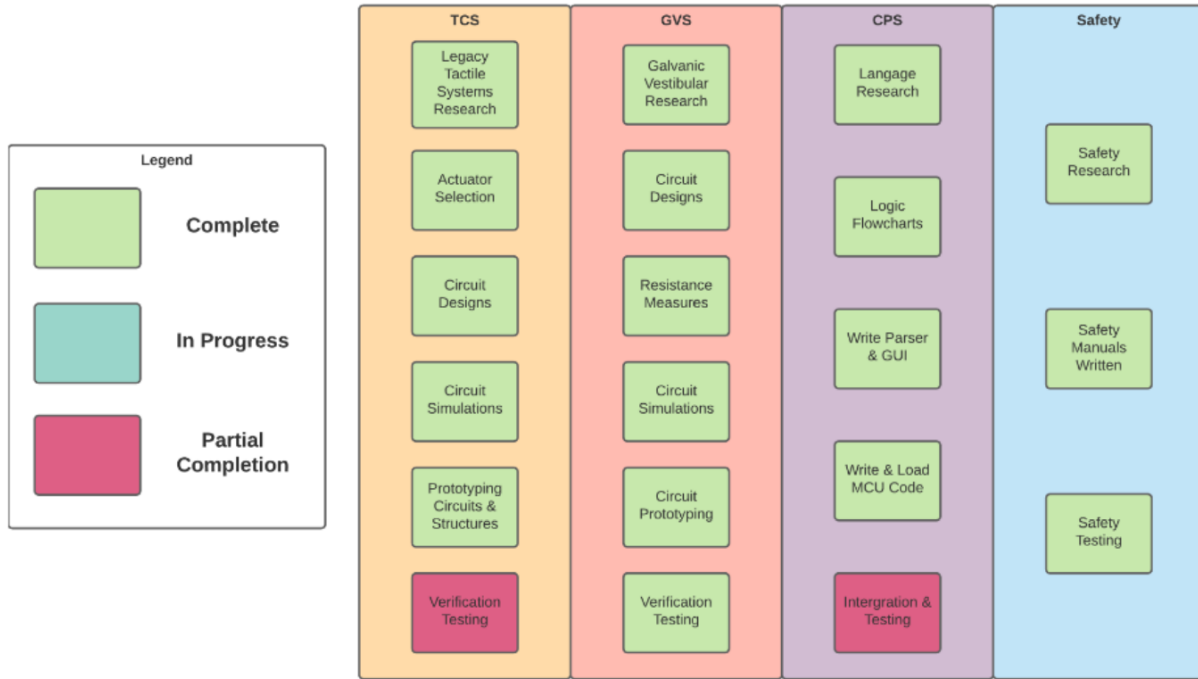 Legend
Complete
In Progress
Partial
Completion
TCS
Legacy
Tactile
Systems
Research
Actuator
Selection
Circuit
Designs
Circuit
Simulations
Prototyping
Circuits &
Structures
Verification
Testing
GVS
Galvanic
Vestibular
Research
Circuit
Designs
Resistance
Measures
Circuit
Simulations
Circuit
Prototyping
Verification
Testing
CPS
Langage
Research
Logic
Flowcharts
Write Parser
& GUI
Write & Load
MCU Code
Intergration &
Testing
Safety
Safety
Research
Safety
Manuals
Written
Safety
Testing